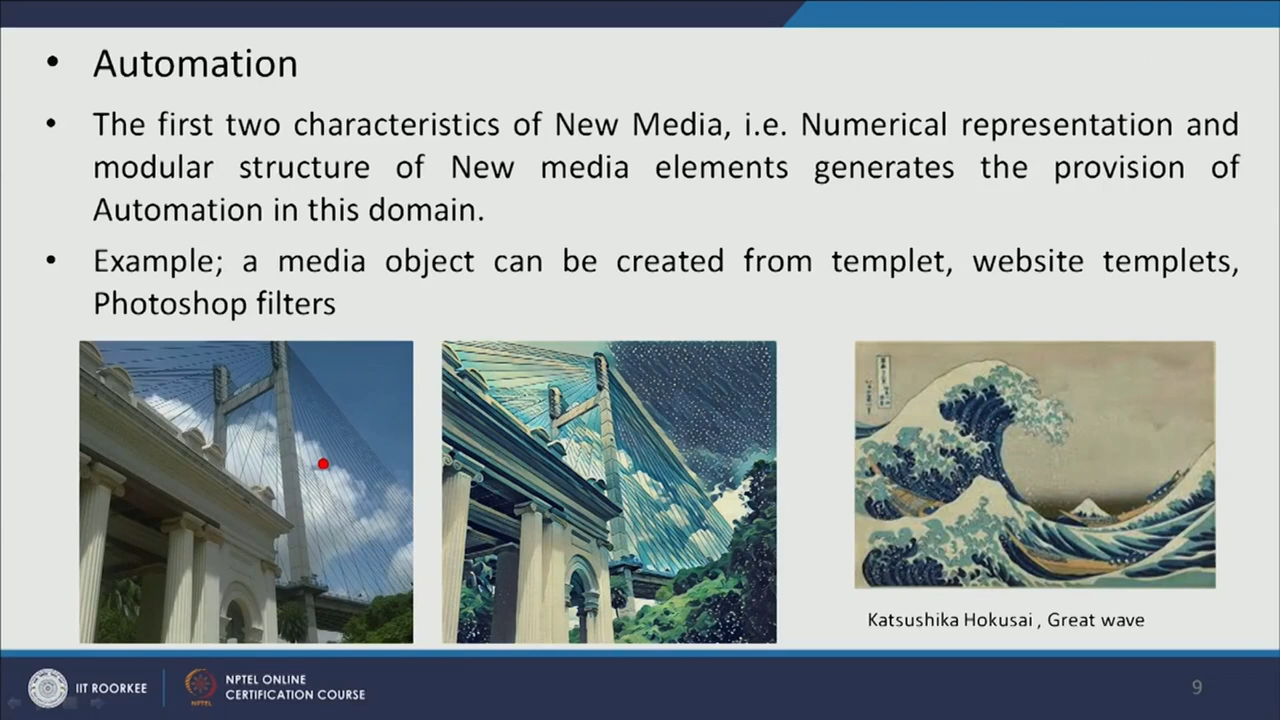 • Automation
• The first two characteristics of New Media, i.e. Numerical representation and
modular structure of New media elements generates the provision of
Automation in this domain.
• Example; a media object can be created from templet, website templets,
Photoshop filters
Katsushika Hokusai , Great wave
IIT ROORKEE
NPTEL
NPTEL ONLINE
CERTIFICATION COURSE
9